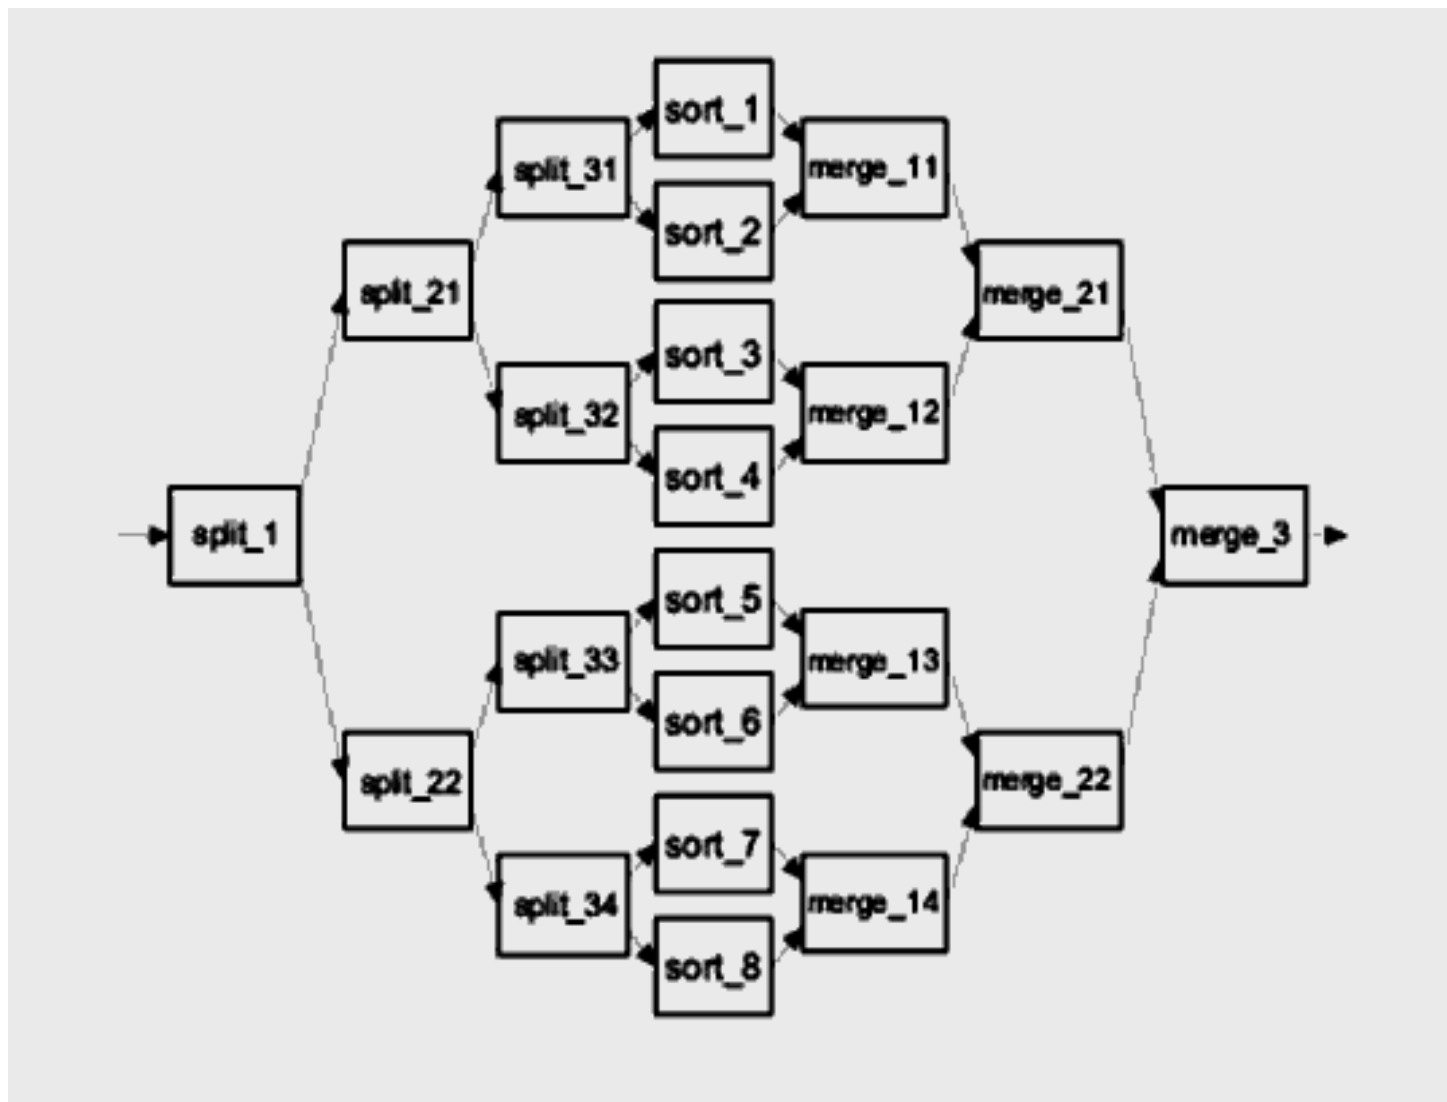 split_1
split_21
split_22
split_31
split_32
split_33
split_34
sort_1
sort_2
sort_3
sort_4
sort_5
sort_6
sort_7
sort_8
merge_11
merge_12
merge_13
merge_14
merge_21
merge_22
merge_3